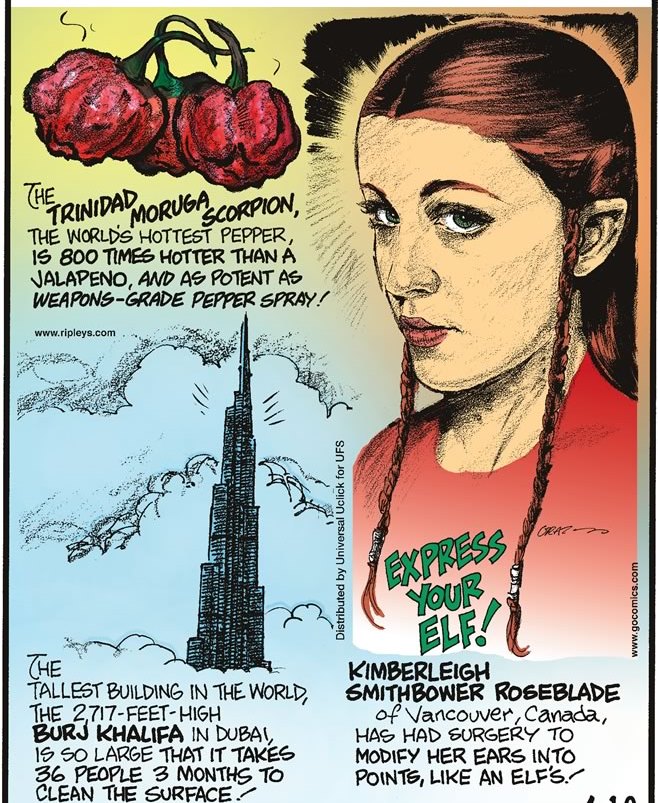 THE
TRINIDAD MORUGA SCORPION,
THE WORLD'S HOTTEST PEPPER,
IS 800 TIMES HOTTER THAN A
JALAPENO, AND AS POTENT AS
WEAPONS-GRADE PEPPER SPRAY!
www.ripleys.com
Distributed by Universal Uclick for UFS
THE
TALLEST BUILDING IN THE WORLD,
THE 2,717-FEET-HIGH
BURJ KHALIFA IN DUBAI,
IS SO LARGE THAT IT TAKES
36 PEOPLE 3 MONTHS TO
CLEAN THE SURFACE!
EXPRESS
YOUR
ELF!
www.gocomics.com
KIMBERLEIGH
SMITHBOWER ROSEBLADE
of Vancouver, Canada,
HAS HAD SURGERY TO
MODIFY HER EARS INTO
POINTS, LIKE AN ELF'S!